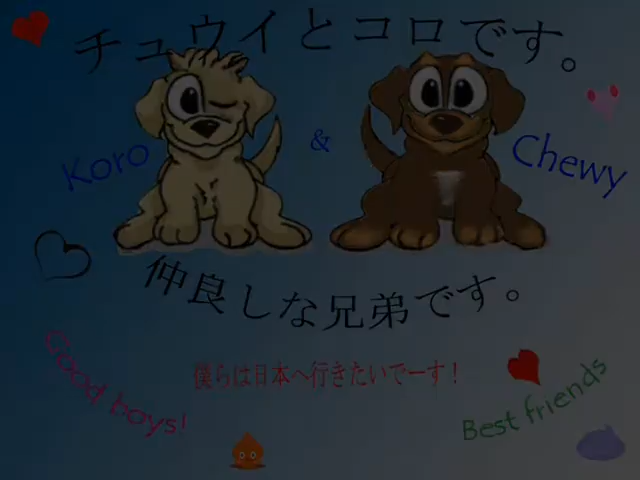 チュウイとコロです。
Koro
&
Chewy
仲良しな兄弟です。
Good boys!
僕らは日本へ行きたいでーす！
Best friends